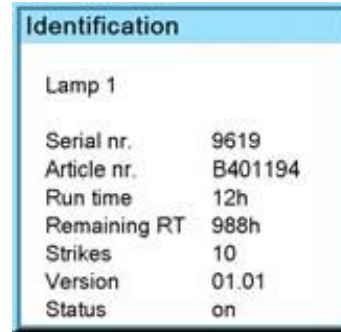 Identification
Lamp 1
Serial nr. 9619
Article nr. B401194
Run time 12h
Remaining RT 988h
Strikes 10
Version 01.01
Status on